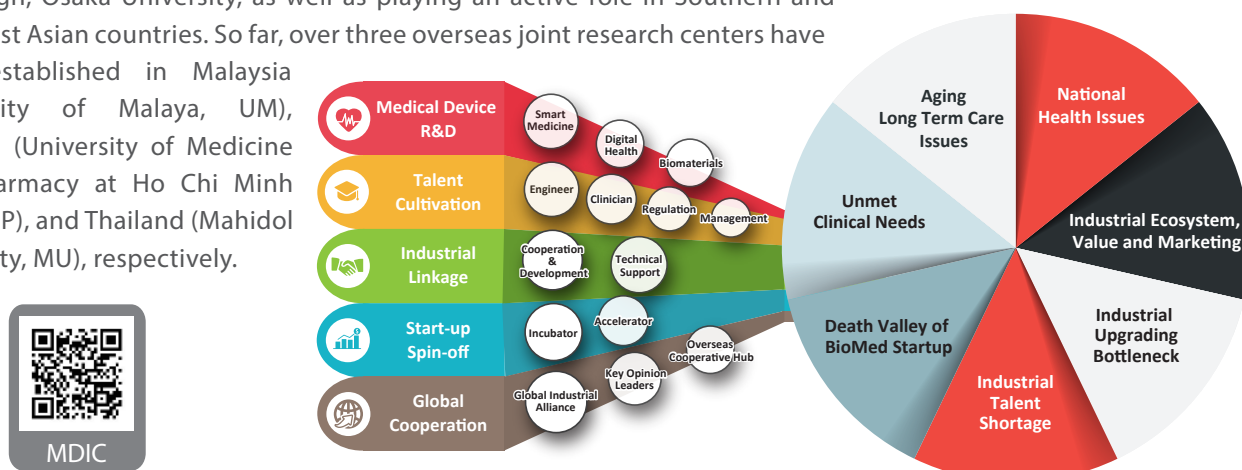 gh, Osaka University, as well as playing an active role in Southern and
st Asian countries. So far, over three overseas joint research centers have
established in Malaysia
ity of Malaya, UM),
(University of Medicine
armacy at Ho Chi Minh
P), and Thailand (Mahidol
ty, MU), respectively.
MDIC
Medical Device
R&D
Smart
Medicine
Digital
Health
Biomaterials
Talent
Cultivation
Engineer
Clinician
Regulation
Management
Industrial
Linkage
Cooperation
&
Development
Technical
Support
Start-up
Spin-off
Incubator
Accelerator
Global
Cooperation
Global Industrial
Alliance
Key Opinion
Leaders
Overseas
Cooperative Hub
National
Health Issues
Industrial Ecosystem,
Value and Marketing
Industrial
Upgrading
Bottleneck
Industrial
Talent
Shortage
Death Valley of
BioMed Startup
Unmet
Clinical Needs
Aging
Long Term Care
Issues